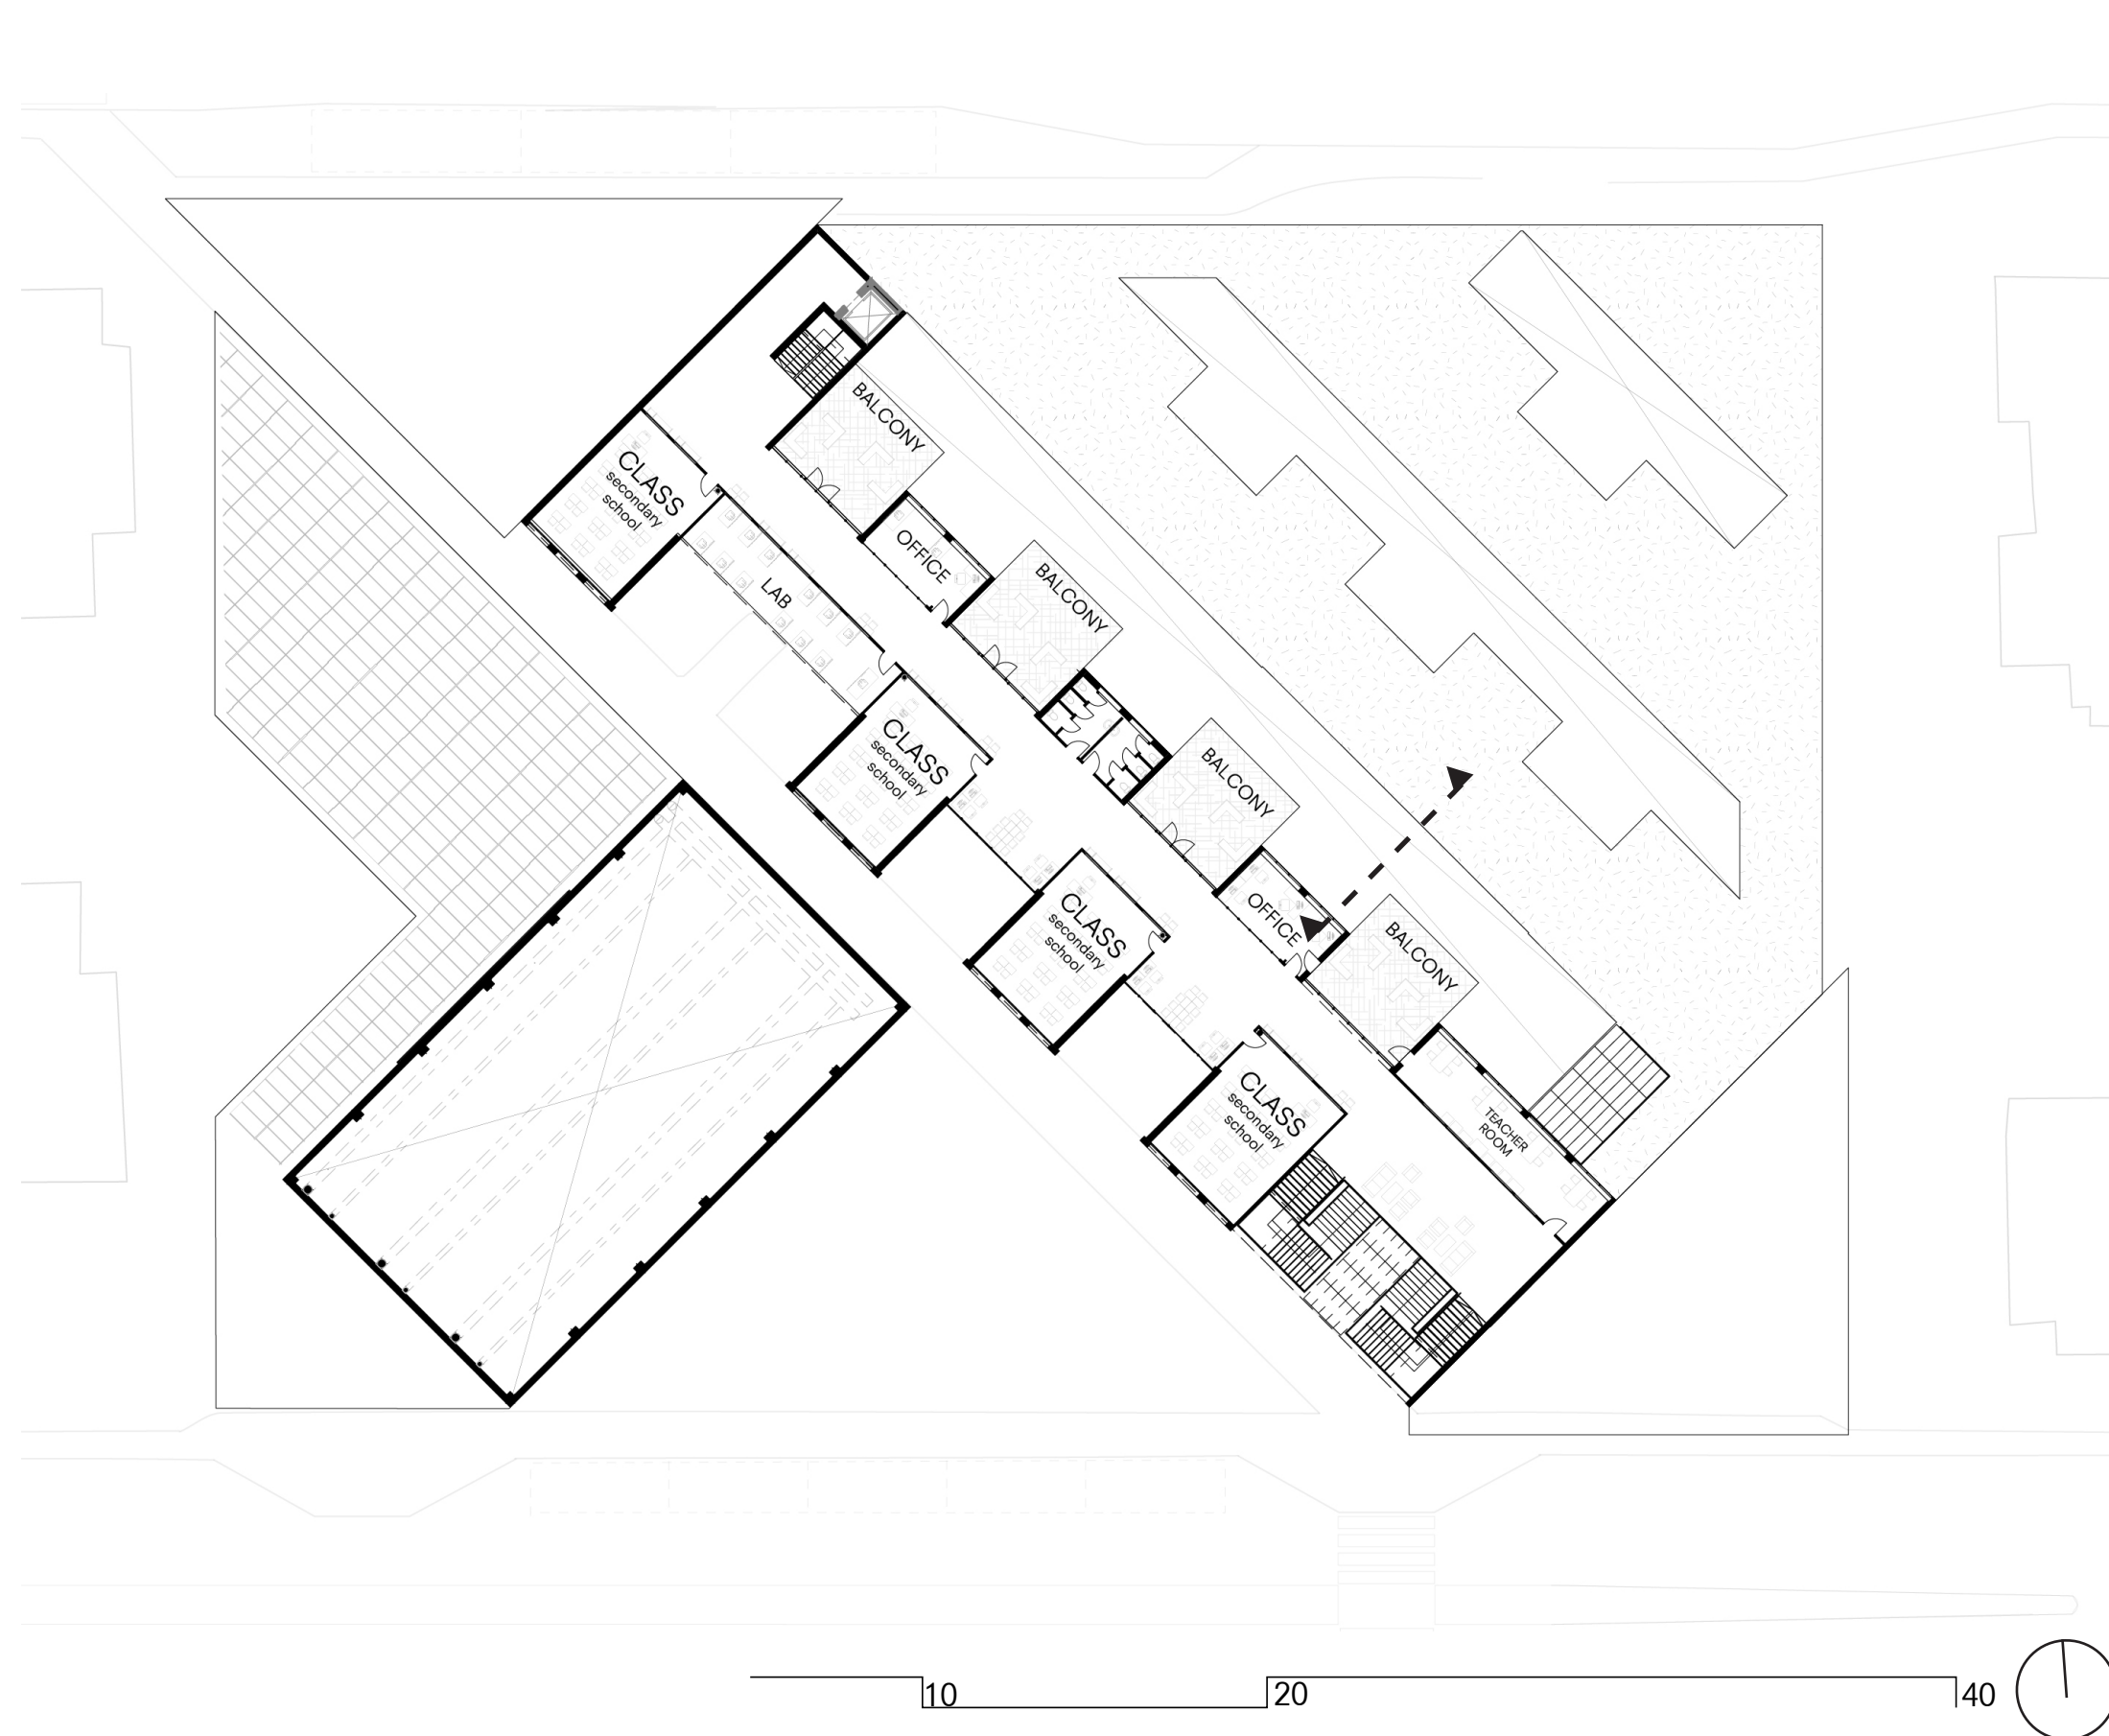 BALCONY
CLASS
secondary
school
OFFICE
LAB
BALCONY
CLASS
secondary
school
BALCONY
CLASS
secondary
school
OFFICE
BALCONY
CLASS
secondary
school
TEACHER
ROOM
10
20
40